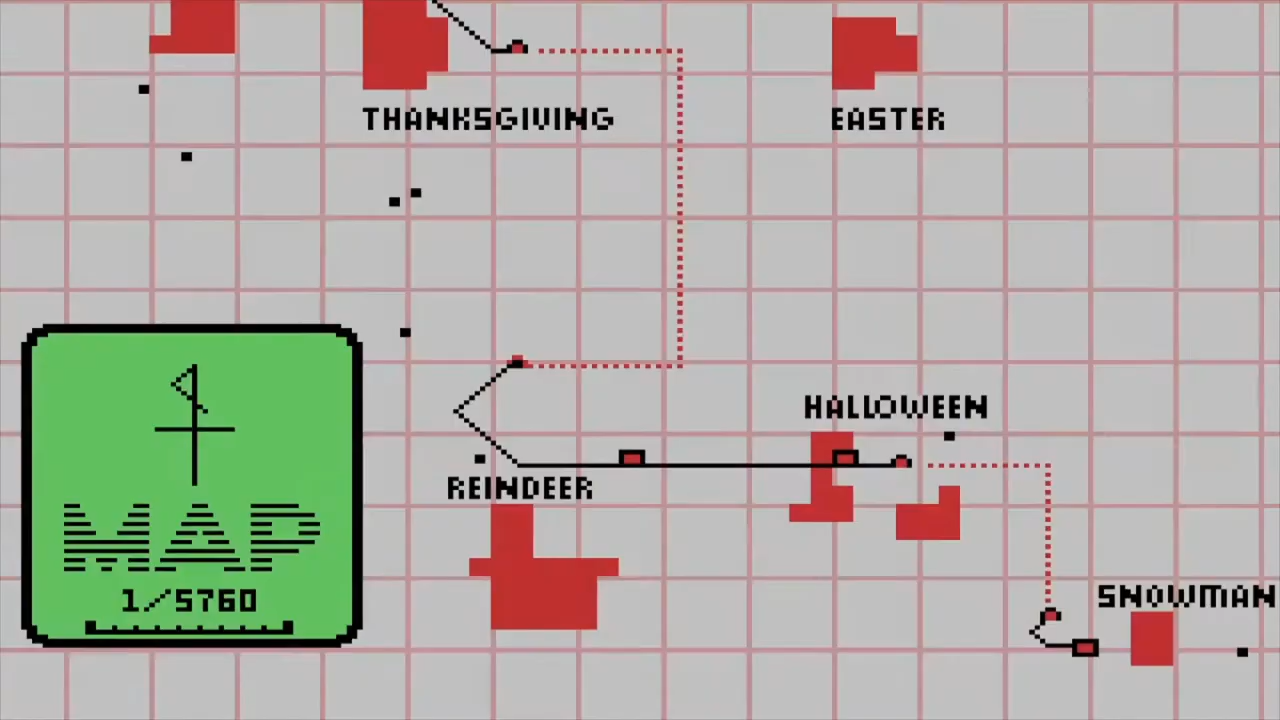 THANKSGIVING
EASTER
HALLOWEEN
REINDEER
SNOWMAN
MAP
1/5760